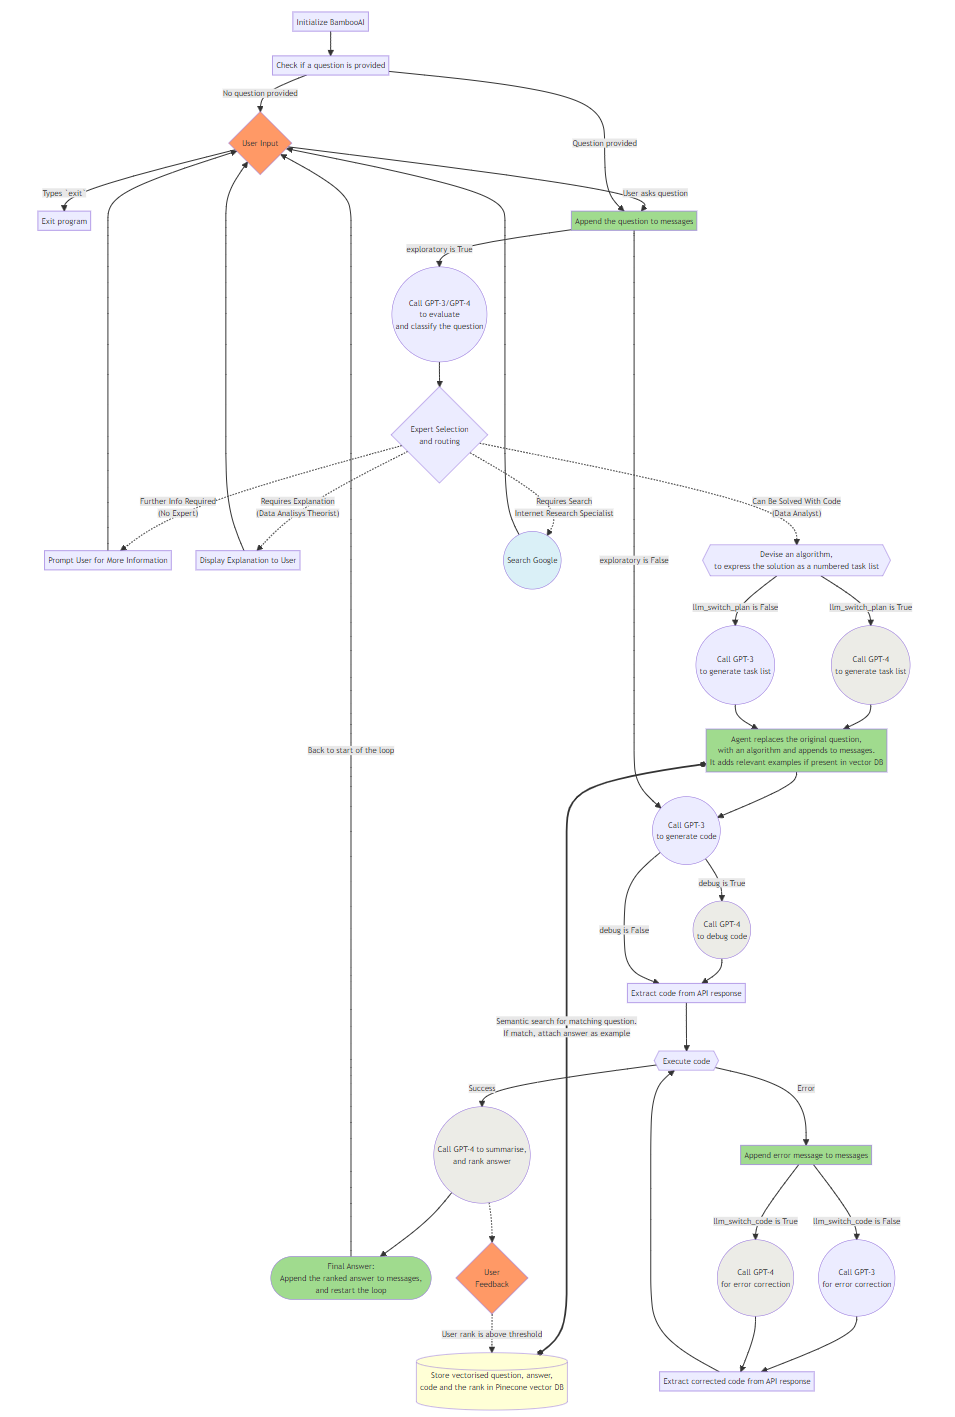 Initialize BambooAI
Check if a question is provided
No question provided
User Input
Question provided
Types `exit`
User asks question
Exit program
Append the question to messages
exploratory is True
Call GPT-3/GPT-4
to evaluate
and classify the question
Expert Selection
and routing
Further Info Required
(No Expert)
Requires Explanation
(Data Analisys Theorist)
Requires Search
Internet Research Specialist
Can Be Solved With Code
(Data Analyst)
Prompt User for More Information
Display Explanation to User
Search Google
exploratory is False
Devise an algorithm,
to express the solution as a numbered task list
llm_switch_plan is False
llm_switch_plan is True
Call GPT-3
to generate task list
Call GPT-4
to generate task list
Back to start of the loop
Agent replaces the original question,
with an algorithm and appends to messages.
It adds relevant examples if present in vector DB
Call GPT-3
to generate code
debug is True
debug is False
Call GPT-4
to debug code
Extract code from API response
Semantic search for matching question.
If match, attach answer as example
Execute code
Success
Error
Call GPT-4 to summarise,
and rank answer
Append error message to messages
llm_switch_code is True
llm_switch_code is False
Final Answer:
Append the ranked answer to messages,
and restart the loop
User
Feedback
Call GPT-4
for error correction
Call GPT-3
for error correction
User rank is above threshold
Store vectorised question, answer,
code and the rank in Pinecone vector DB
Extract corrected code from API response